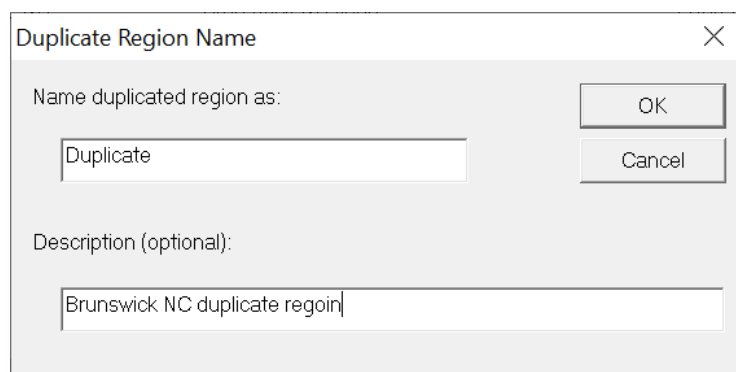 Duplicate Region Name
Name duplicated region as:
OK
Duplicate
Cancel
Description (optional):
Brunswick NC duplicate regoin